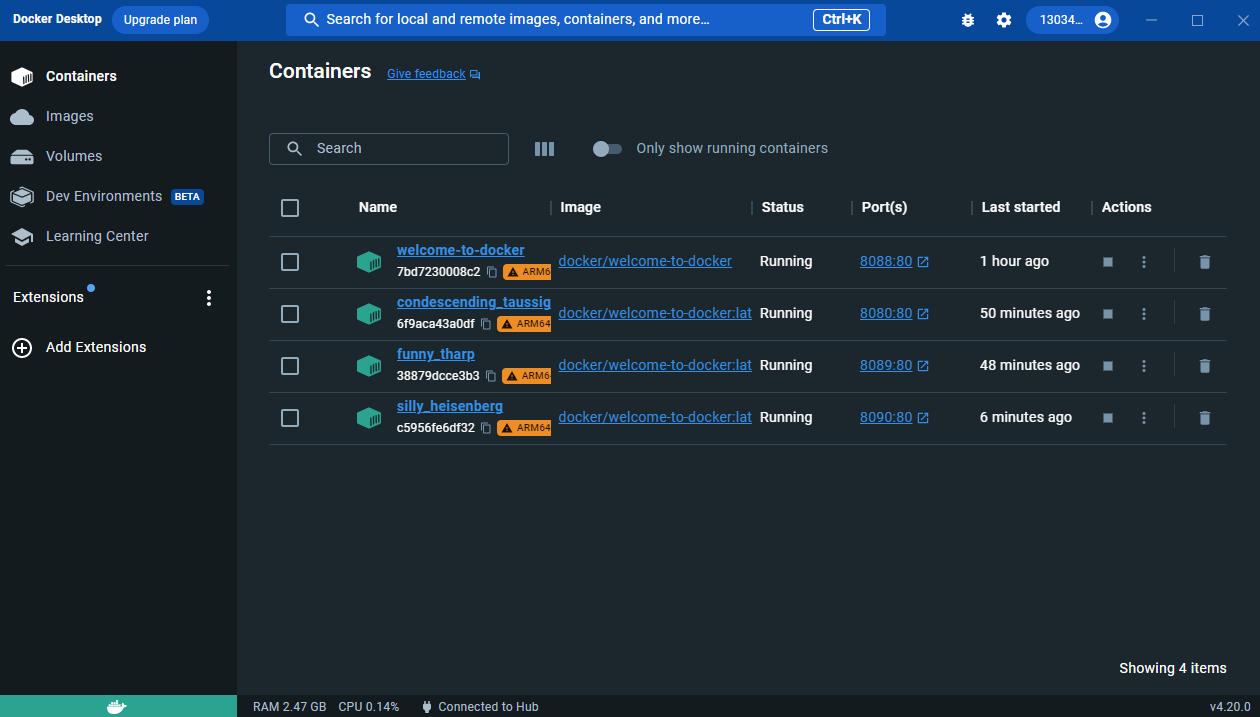 Docker Desktop Upgrade plan Search for local and remote images, containers, and more... Ctrl+K 13034...
Containers
Images
Volumes
Dev Environments BETA
Learning Center
Extensions
Add Extensions
Containers Give feedback
Search Only show running containers
Name Image Status Port(s) Last started Actions
welcome-to-docker
7bd7230008c2 ARM6 docker/welcome-to-docker Running 8088:80 1 hour ago
condescending_taussig
6f9aca43a0df ARM64 docker/welcome-to-docker:lat Running 8080:80 50 minutes ago
funny_tharp
38879dcce3b3 ARM6 docker/welcome-to-docker:lat Running 8089:80 48 minutes ago
silly_heisenberg
c5956fe6df32 ARM64 docker/welcome-to-docker:lat Running 8090:80 6 minutes ago
Showing 4 items
RAM 2.47 GB CPU 0.14% Connected to Hub v4.20.0